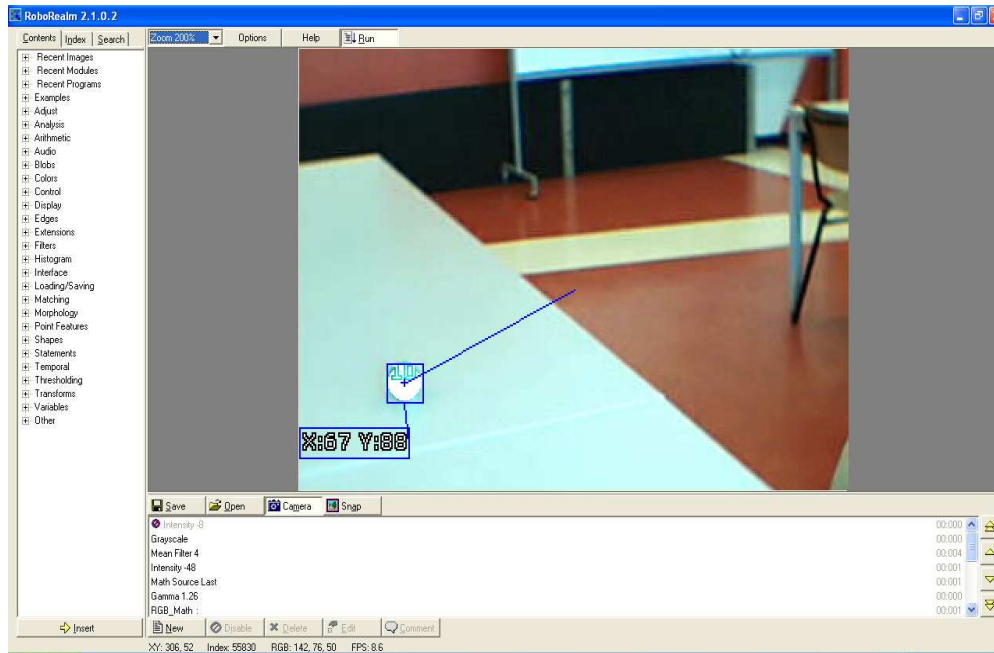 RoboRealm 2.1.0.2
Contents Index Search
Zoom 200% Options Help Run
Recent Images
Recent Modules
Recent Programs
Examples
Adjust
Analysis
Arithmetic
Audio
Blobs
Colors
Control
Display
Edges
Extensions
Filters
Histogram
Interface
Loading/Saving
Matching
Morphology
Point Features
Shapes
Statements
Temporal
Thresholding
Transforms
Variables
Other
X:67 Y:88
Save Open Camera Snap
Intensity -8 00:000
Grayscale 00:000
Mean Filter 4 00:004
Intensity -48 00:001
Math Source Last 00:001
Gamma 1.26 00:000
RGB_Math : 00:001
Insert
New Disable Delete Edit Comment
XY: 306, 52 Index: 55830 RGB: 142, 76, 50 FPS: 8.6